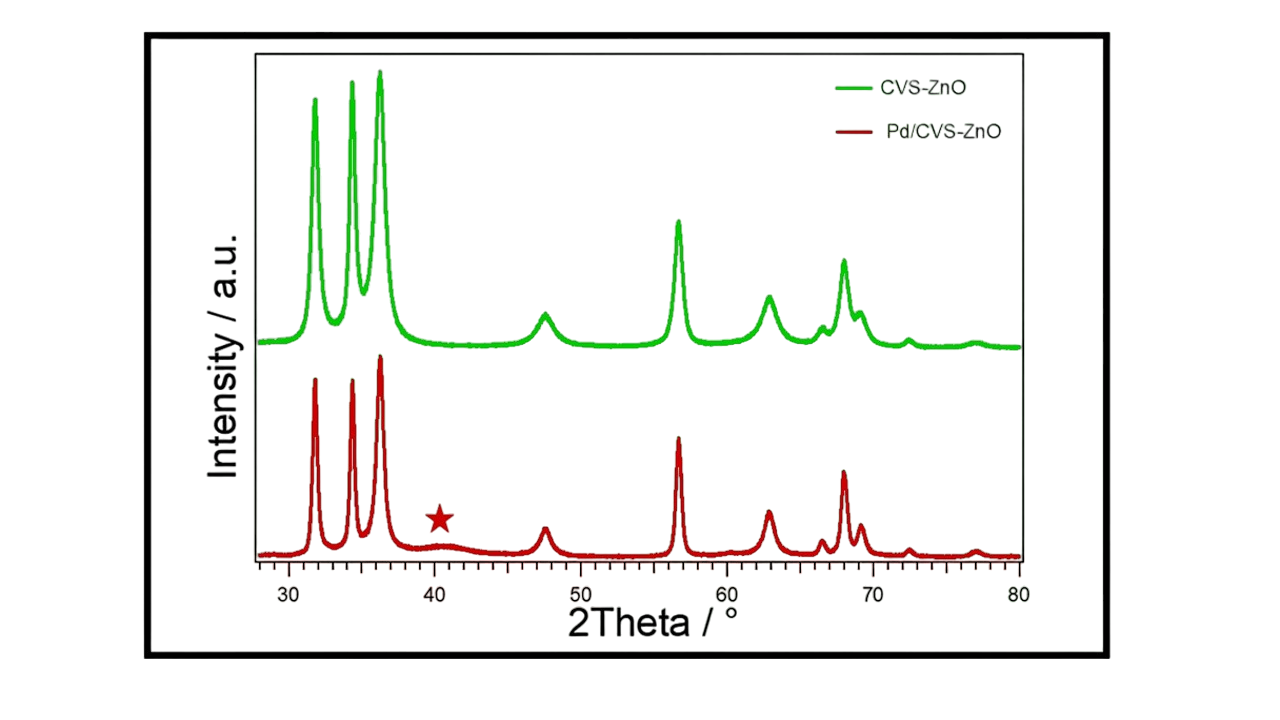 CVS-ZnO
Pd/CVS-ZnO
Intensity / a.u.
30 40 50 60 70 80
2Theta / °